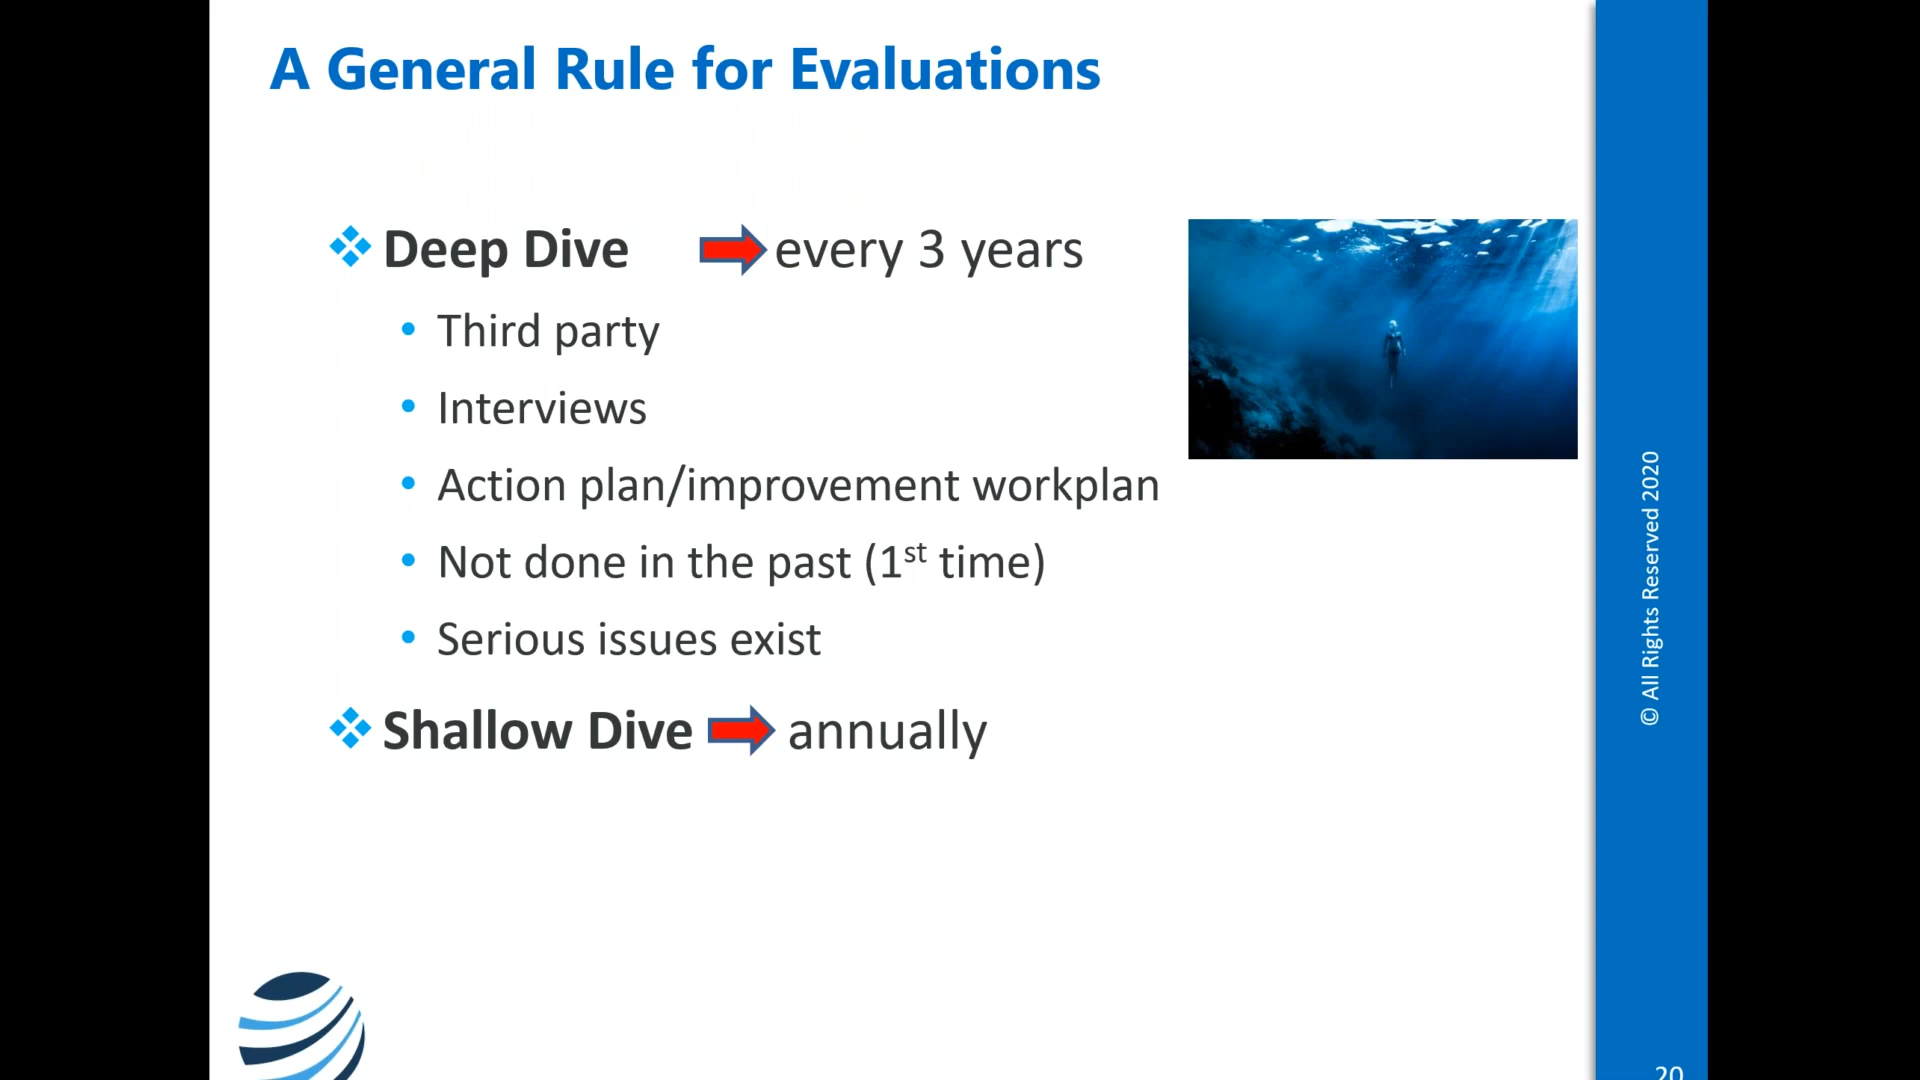 A General Rule for Evaluations
Deep Dive every 3 years
Third party
Interviews
Action plan/improvement workplan
Not done in the past (1st time)
Serious issues exist
Shallow Dive annually
© All Rights Reserved 2020
20